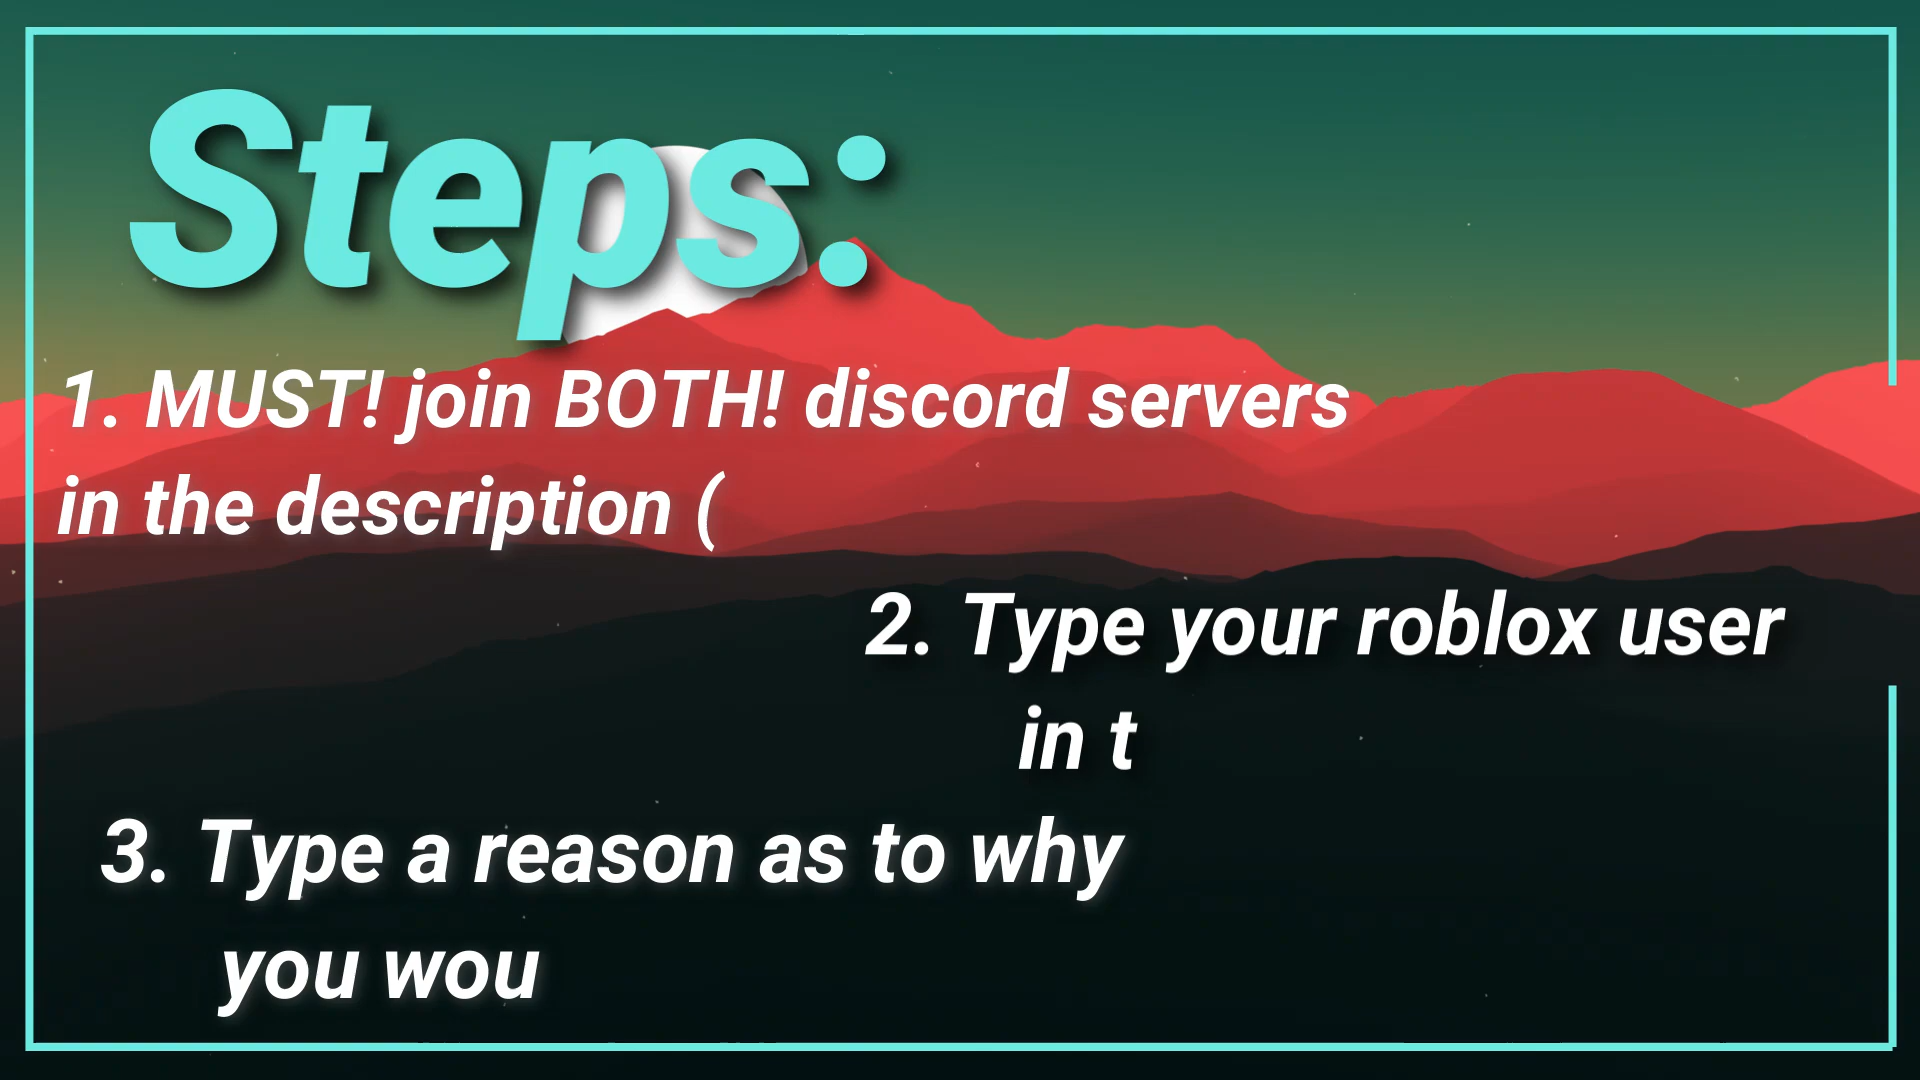 Steps:
1. MUST! join BOTH! discord servers
in the description (
2. Type your roblox user
in t
3. Type a reason as to why
you wou